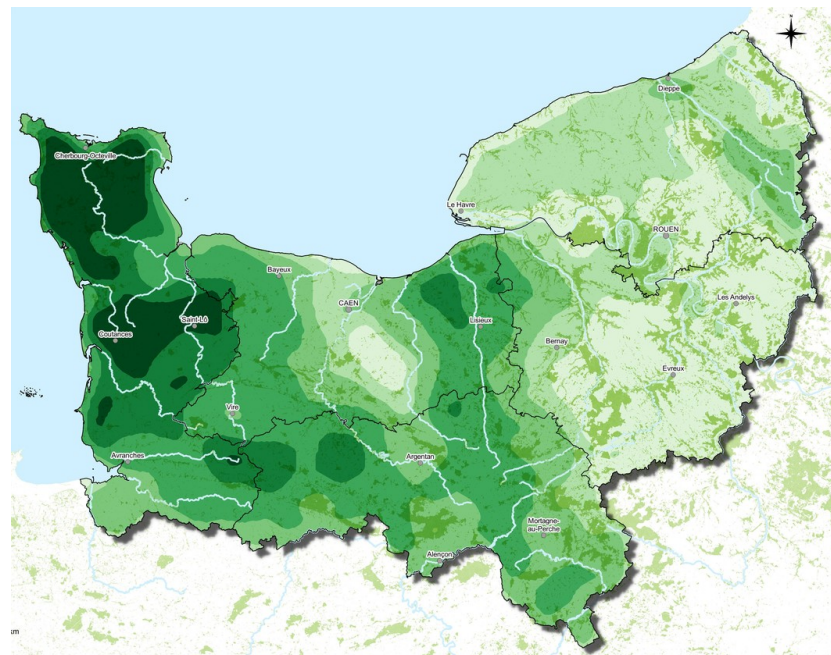 N
Dieppe
Cherbourg-Octeville
Le Havre
ROUEN
Bayeux
Les Andelys
CAEN
Saint-Lô
Lisieux
Coutances
Bernay
Evreux
Vire
Avranches
Argentan
Mortagne-
au-Perche
Alençon
km